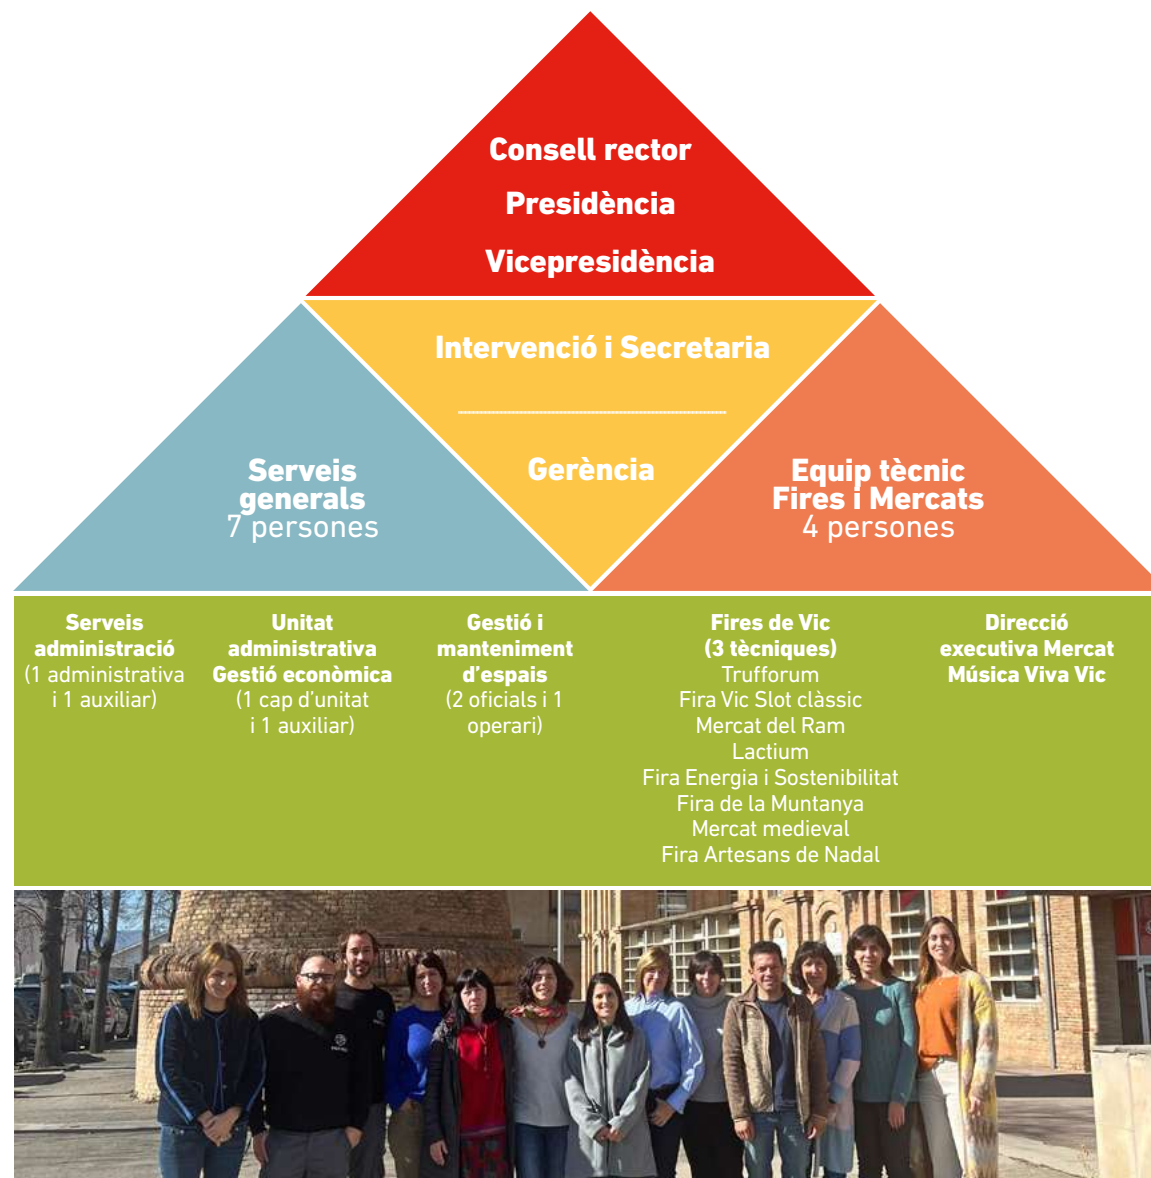 Consell rector
Presidència
Vicepresidència
Intervenció i Secretaria
Gerència
Serveis
generals
7 persones
Equip tècnic
Fires i Mercats
4 persones
Serveis
administració
(1 administrativa
i 1 auxiliar)
Unitat
administrativa
Gestió econòmica
(1 cap d'unitat
i 1 auxiliar)
Gestió i
manteniment
d'espais
(2 oficials i 1
operari)
Fires de Vic
(3 tècniques)
Trufforum
Fira Vic Slot clàssic
Mercat del Ram
Lactium
Fira Energia i Sostenibilitat
Fira de la Muntanya
Mercat medieval
Fira Artesans de Nadal
Direcció
executiva Mercat
Música Viva Vic